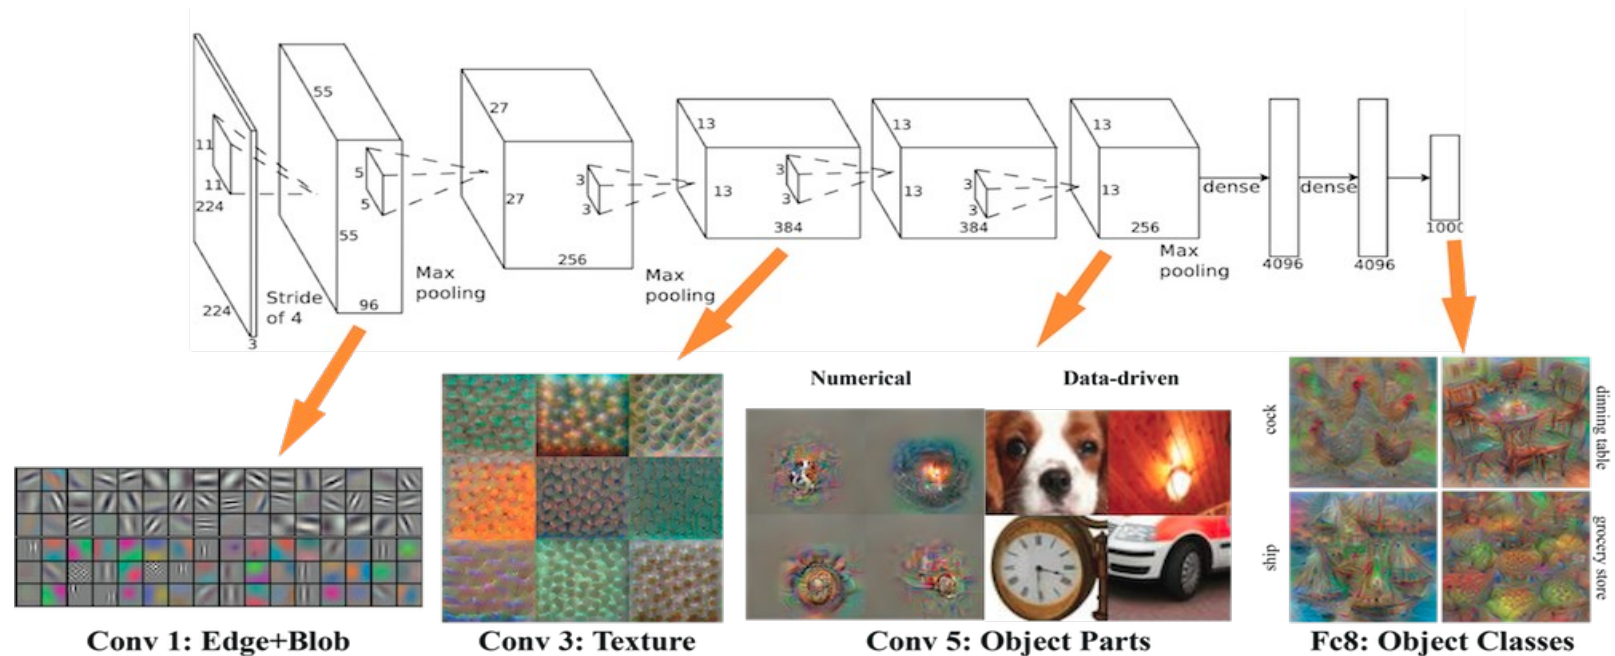 11
11
224
224
3
Stride
of 4
55
55
96
5
5
Max
pooling
27
27
256
3
3
Max
pooling
13
13
384
3
3
13
13
384
3
3
13
13
256
Max
pooling
dense
4096
dense
4096
1000
Conv 1: Edge+Blob
Conv 3: Texture
Numerical
Data-driven
Conv 5: Object Parts
cock
dinning table
ship
grocery store
Fc8: Object Classes